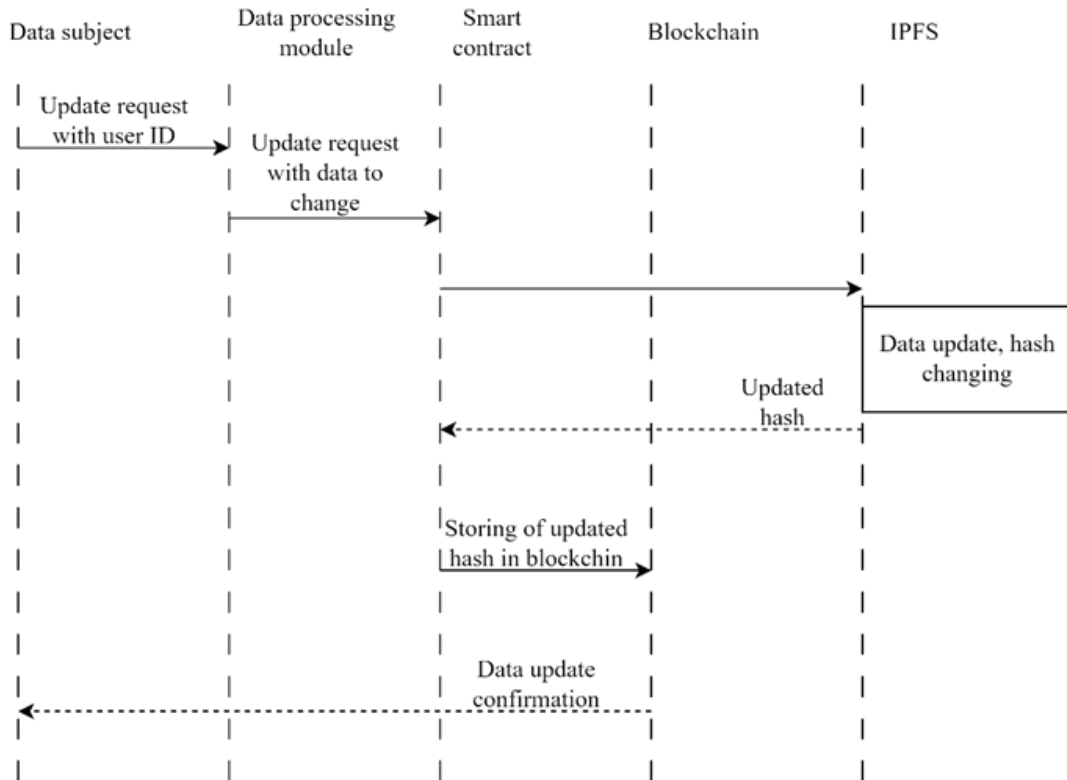 Data subject
Data processing
module
Smart
contract
Blockchain
IPFS
Update request
with user ID
Update request
with data to
change
Data update, hash
changing
Updated
hash
Storing of updated
hash in blockchin
Data update
confirmation